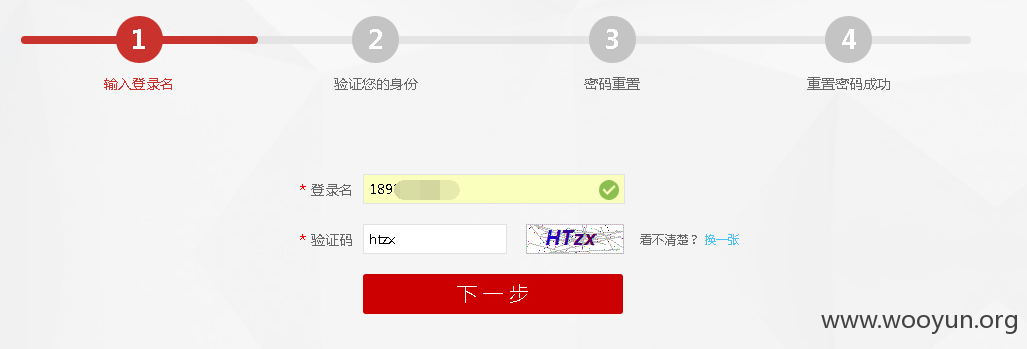 1 2 3 4
输入登录名 验证您的身份 密码重置 重置密码成功
* 登录名 189
* 验证码 htzx HTzx 看不清楚？ 换一张
下一步
www.wooyun.org